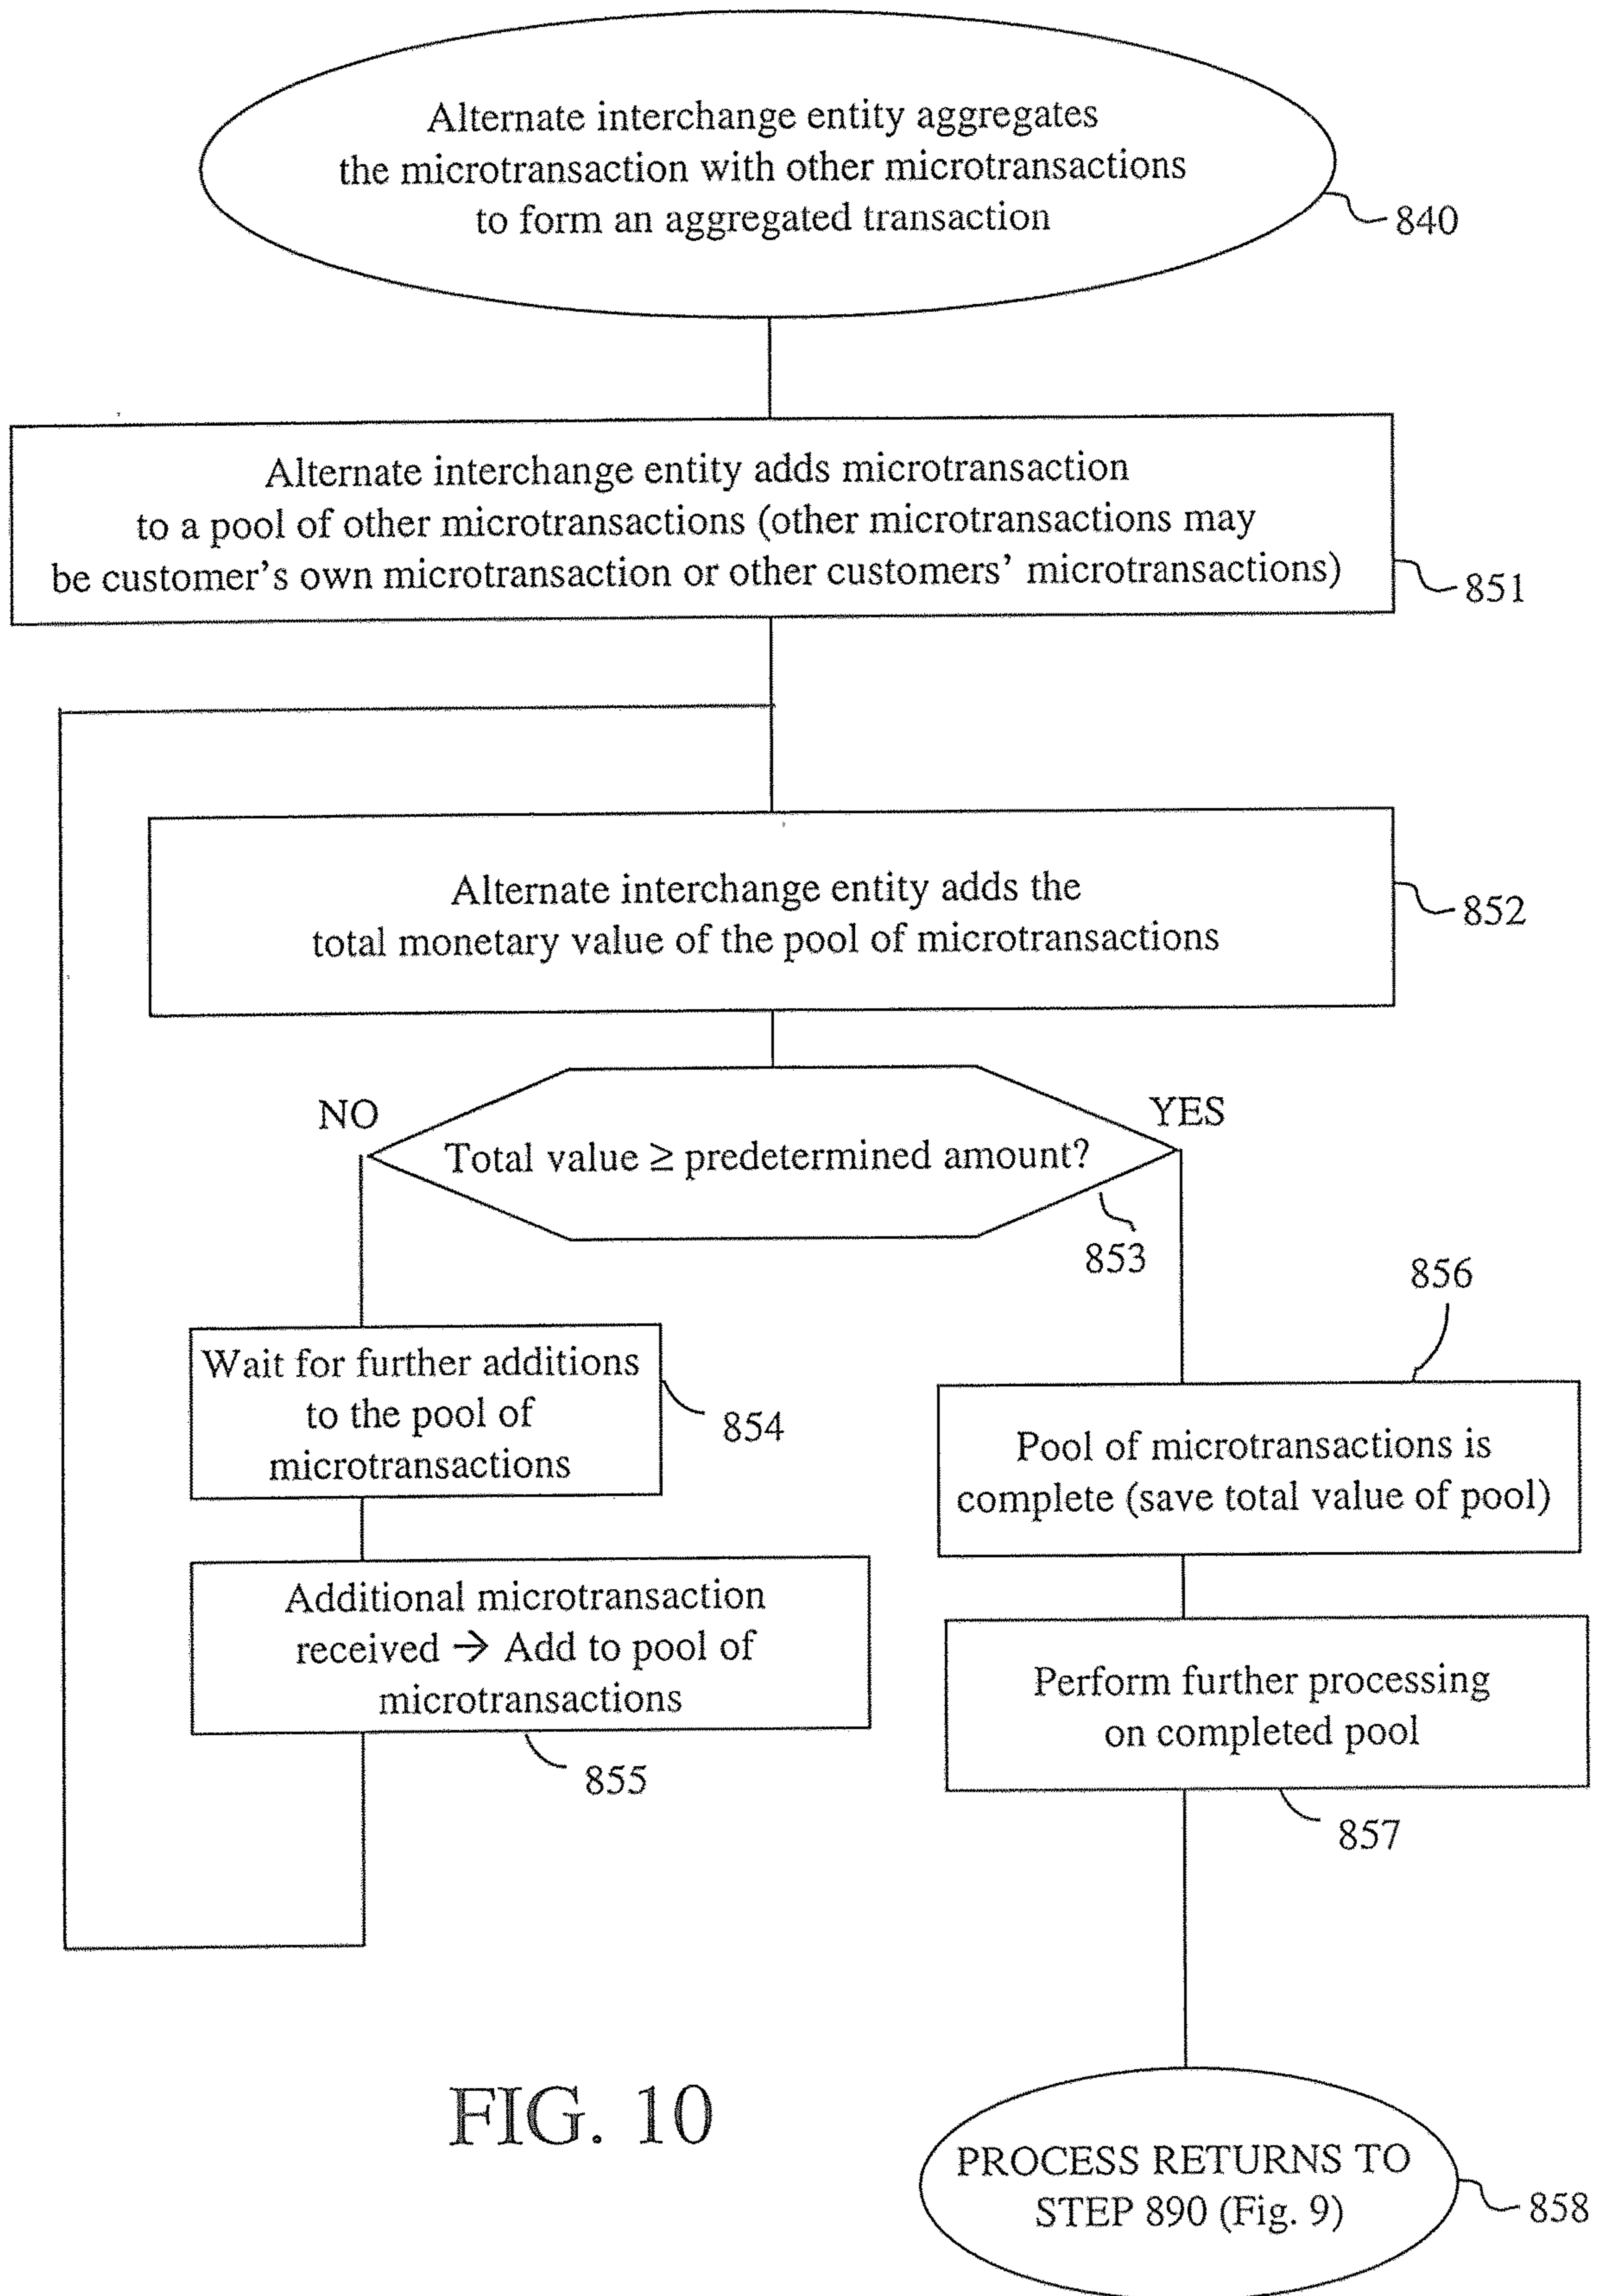 Alternate interchange entity aggregates
the microtransaction with other microtransactions
to form an aggregated transaction
840
Alternate interchange entity adds microtransaction
to a pool of other microtransactions (other microtransactions may
be customer's own microtransaction or other customers' microtransactions)
851
Alternate interchange entity adds the
total monetary value of the pool of microtransactions
852
NO
YES
Total value ≥ predetermined amount?
853
856
Wait for further additions
to the pool of
microtransactions
854
Pool of microtransactions is
complete (save total value of pool)
Additional microtransaction
received → Add to pool of
microtransactions
855
Perform further processing
on completed pool
857
FIG. 10
PROCESS RETURNS TO
STEP 890 (Fig. 9)
858